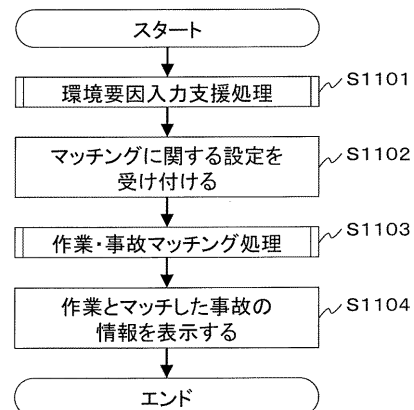 スタート
環境要因入力支援処理
S1101
マッチングに関する設定を
受け付ける
S1102
作業・事故マッチング処理
S1103
作業とマッチした事故の
情報を表示する
S1104
エンド